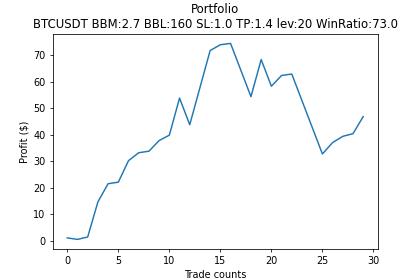 Portfolio
BTCUSDT BBM:2.7 BBL:160 SL:1.0 TP:1.4 lev:20 WinRatio:73.0
70
60
50
40
30
20
10
0
Profit ($)
0 5 10 15 20 25 30
Trade counts